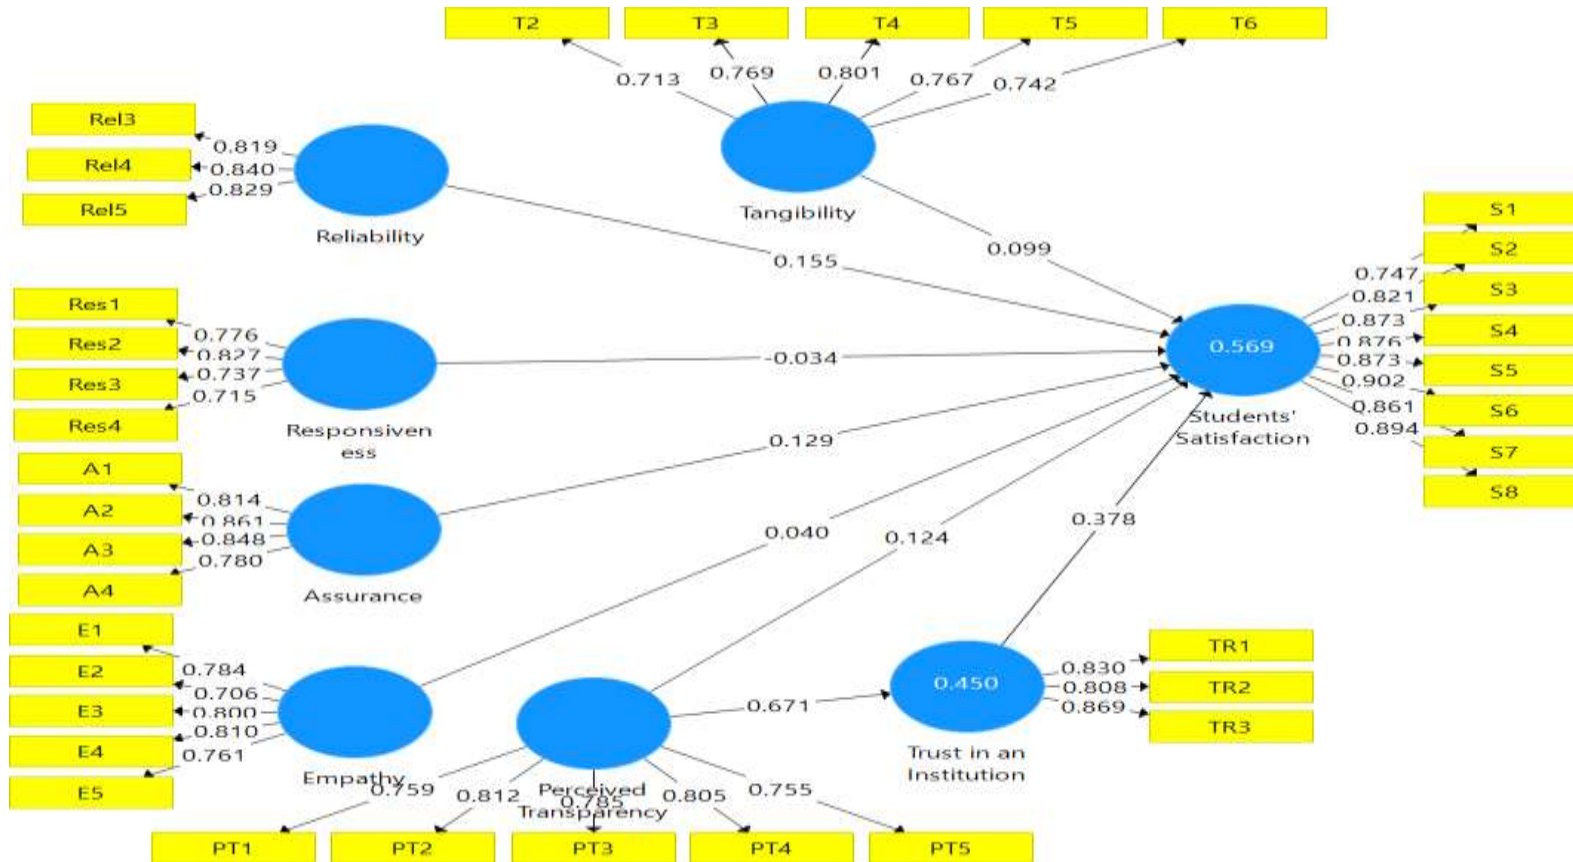 T2
T3
T4
T5
T6
0.713
0.769
0.801
0.767
0.742
Tangibility
0.099
Rel3
Rel4
Rel5
0.819
0.840
0.829
Reliability
0.155
Res1
Res2
Res3
Res4
0.776
0.827
0.737
0.715
Responsiven
ess
-0.034
A1
A2
A3
A4
0.814
0.861
0.848
0.780
Assurance
0.129
E1
E2
E3
E4
E5
0.784
0.706
0.800
0.810
0.761
Empathy
0.040
0.124
0.671
0.759
0.812
0.785
0.805
0.755
Perceived
Transparency
PT1
PT2
PT3
PT4
PT5
0.450
Trust in an
Institution
0.378
0.830
0.808
0.869
TR1
TR2
TR3
0.569
Students'
Satisfaction
0.747
0.821
0.873
0.876
0.873
0.902
0.861
0.894
S1
S2
S3
S4
S5
S6
S7
S8